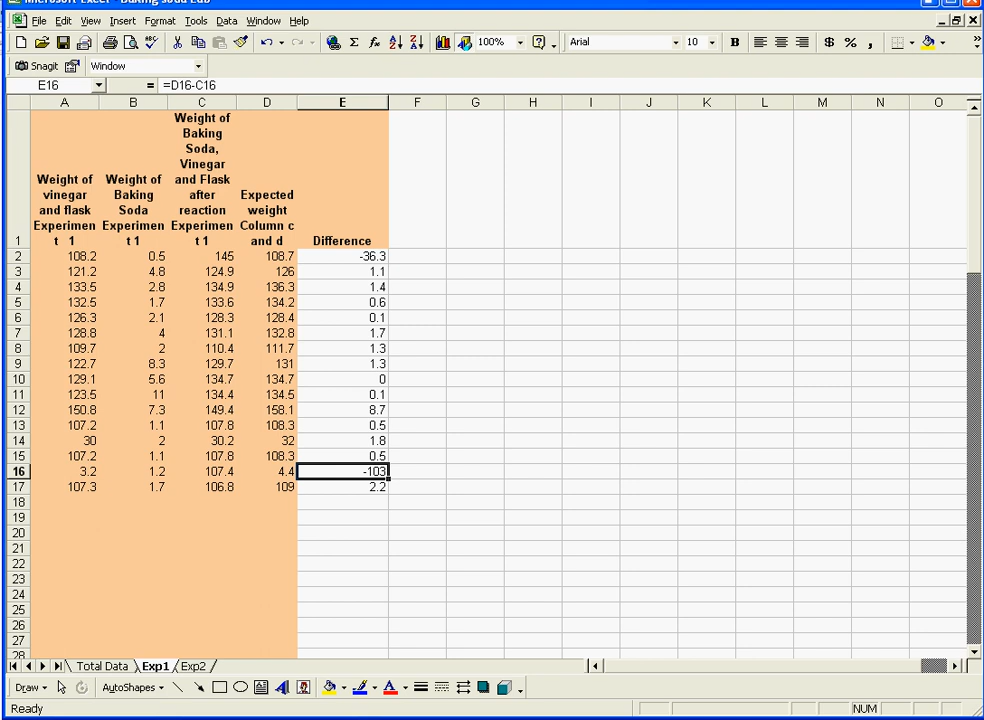 Microsoft Excel - Baking soda Lab
File Edit View Insert Format Tools Data Window Help
100% Arial 10 B $ % ,
Snagit Window
E16 = =D16-C16
A B C D E F G H I J K L M N O
Weight of
Baking
Soda,
Vinegar
Weight of Weight of and Flask
vinegar Baking after Expected
and flask Soda reaction weight
Experimen Experimen Experimen Column c
1 t 1 t 1 t 1 and d Difference
2 108.2 0.5 145 108.7 -36.3
3 121.2 4.8 124.9 126 1.1
4 133.5 2.8 134.9 136.3 1.4
5 132.5 1.7 133.6 134.2 0.6
6 126.3 2.1 128.3 128.4 0.1
7 128.8 4 131.1 132.8 1.7
8 109.7 2 110.4 111.7 1.3
9 122.7 8.3 129.7 131 1.3
10 129.1 5.6 134.7 134.7 0
11 123.5 11 134.4 134.5 0.1
12 150.8 7.3 149.4 158.1 8.7
13 107.2 1.1 107.8 108.3 0.5
14 30 2 30.2 32 1.8
15 107.2 1.1 107.8 108.3 0.5
16 3.2 1.2 107.4 4.4 -103
17 107.3 1.7 106.8 109 2.2
18
19
20
21
22
23
24
25
26
27
28
Total Data Exp1 Exp2
Draw AutoShapes
Ready NUM